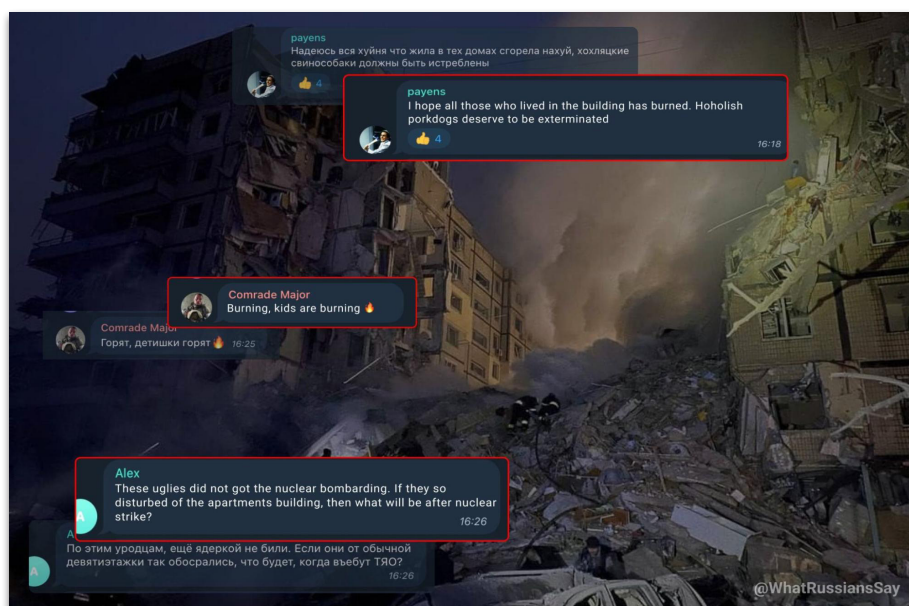 payens
Надеюсь вся хуйня что жила в тех домах сгорела нахуй, хохляцкие
свинособаки должны быть истреблены
👍 4
payens
I hope all those who lived in the building has burned. Hoholish
porkdogs deserve to be exterminated
👍 4
16:18
Comrade Major
Burning, kids are burning 🔥
Comrade Major
Горят, детишки горят🔥 16:25
Alex
These uglies did not got the nuclear bombarding. If they so
disturbed of the apartments building, then what will be after nuclear
strike?
16:26
A
По этим уродцам, ещё ядеркой не били. Если они от обычной
девятиэтажки так обосрались, что будет, когда въебут ТЯО?
16:26
A
@WhatRussiansSay